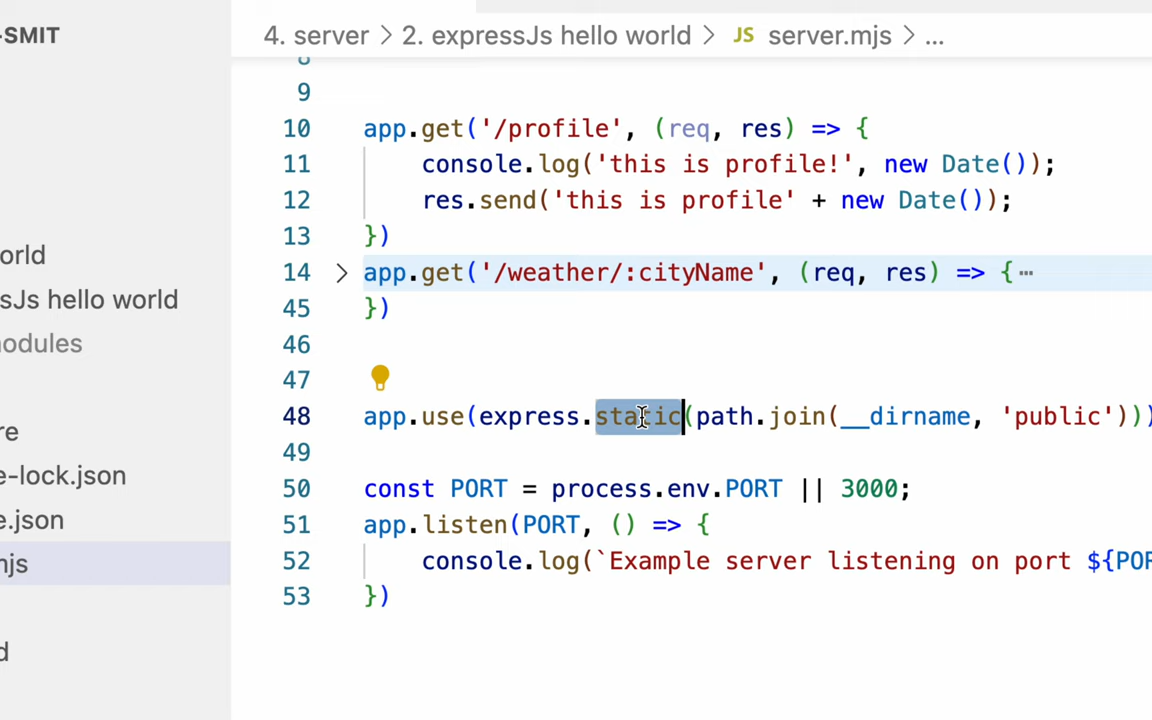 -SMIT
4. server > 2. expressJs hello world > JS server.mjs > ...
8
9
10 app.get('/profile', (req, res) => {
11 console.log('this is profile!', new Date());
12 res.send('this is profile' + new Date());
13 })
14 > app.get('/weather/:cityName', (req, res) => {⋯
45 })
46
47
48 app.use(express.static(path.join(__dirname, 'public')))
49
50 const PORT = process.env.PORT || 3000;
51 app.listen(PORT, () => {
52 console.log(`Example server listening on port ${POR
53 })
orld
sJs hello world
odules
re
e-lock.json
e.json
mjs
d